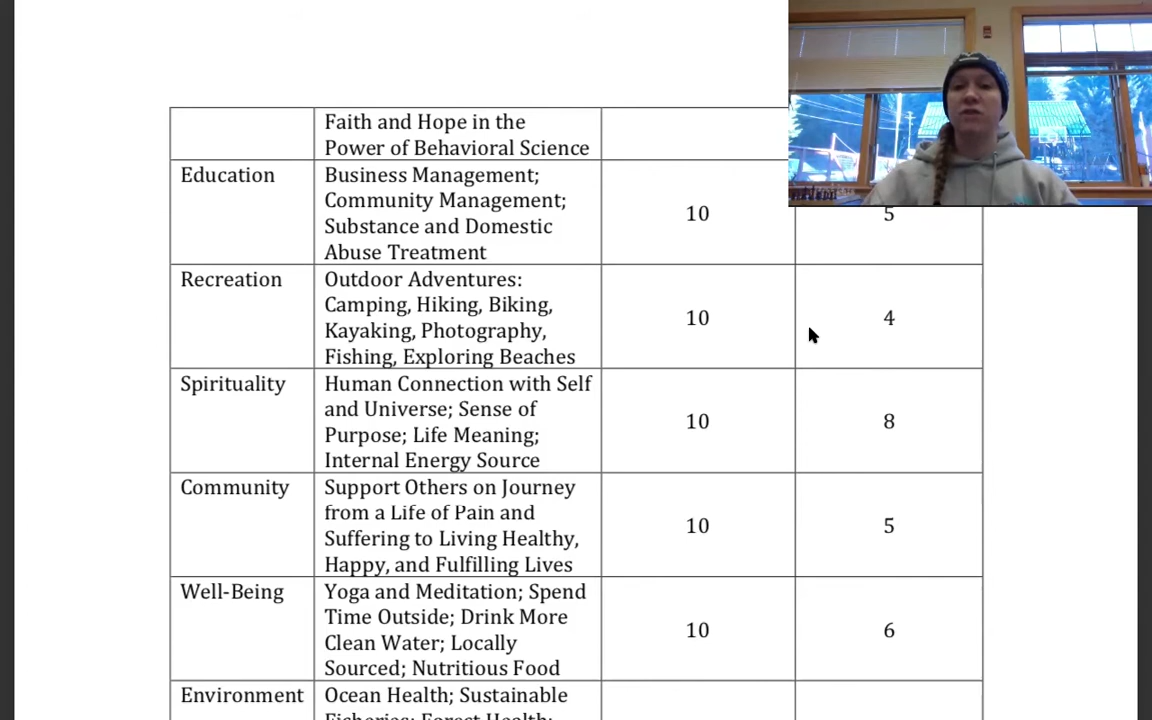 Faith and Hope in the
Power of Behavioral Science
Education
Business Management;
Community Management;
Substance and Domestic
Abuse Treatment
10
5
Recreation
Outdoor Adventures:
Camping, Hiking, Biking,
Kayaking, Photography,
Fishing, Exploring Beaches
10
4
Spirituality
Human Connection with Self
and Universe; Sense of
Purpose; Life Meaning;
Internal Energy Source
10
8
Community
Support Others on Journey
from a Life of Pain and
Suffering to Living Healthy,
Happy, and Fulfilling Lives
10
5
Well-Being
Yoga and Meditation; Spend
Time Outside; Drink More
Clean Water; Locally
Sourced; Nutritious Food
10
6
Environment
Ocean Health; Sustainable
Fisheries; Forest Health;